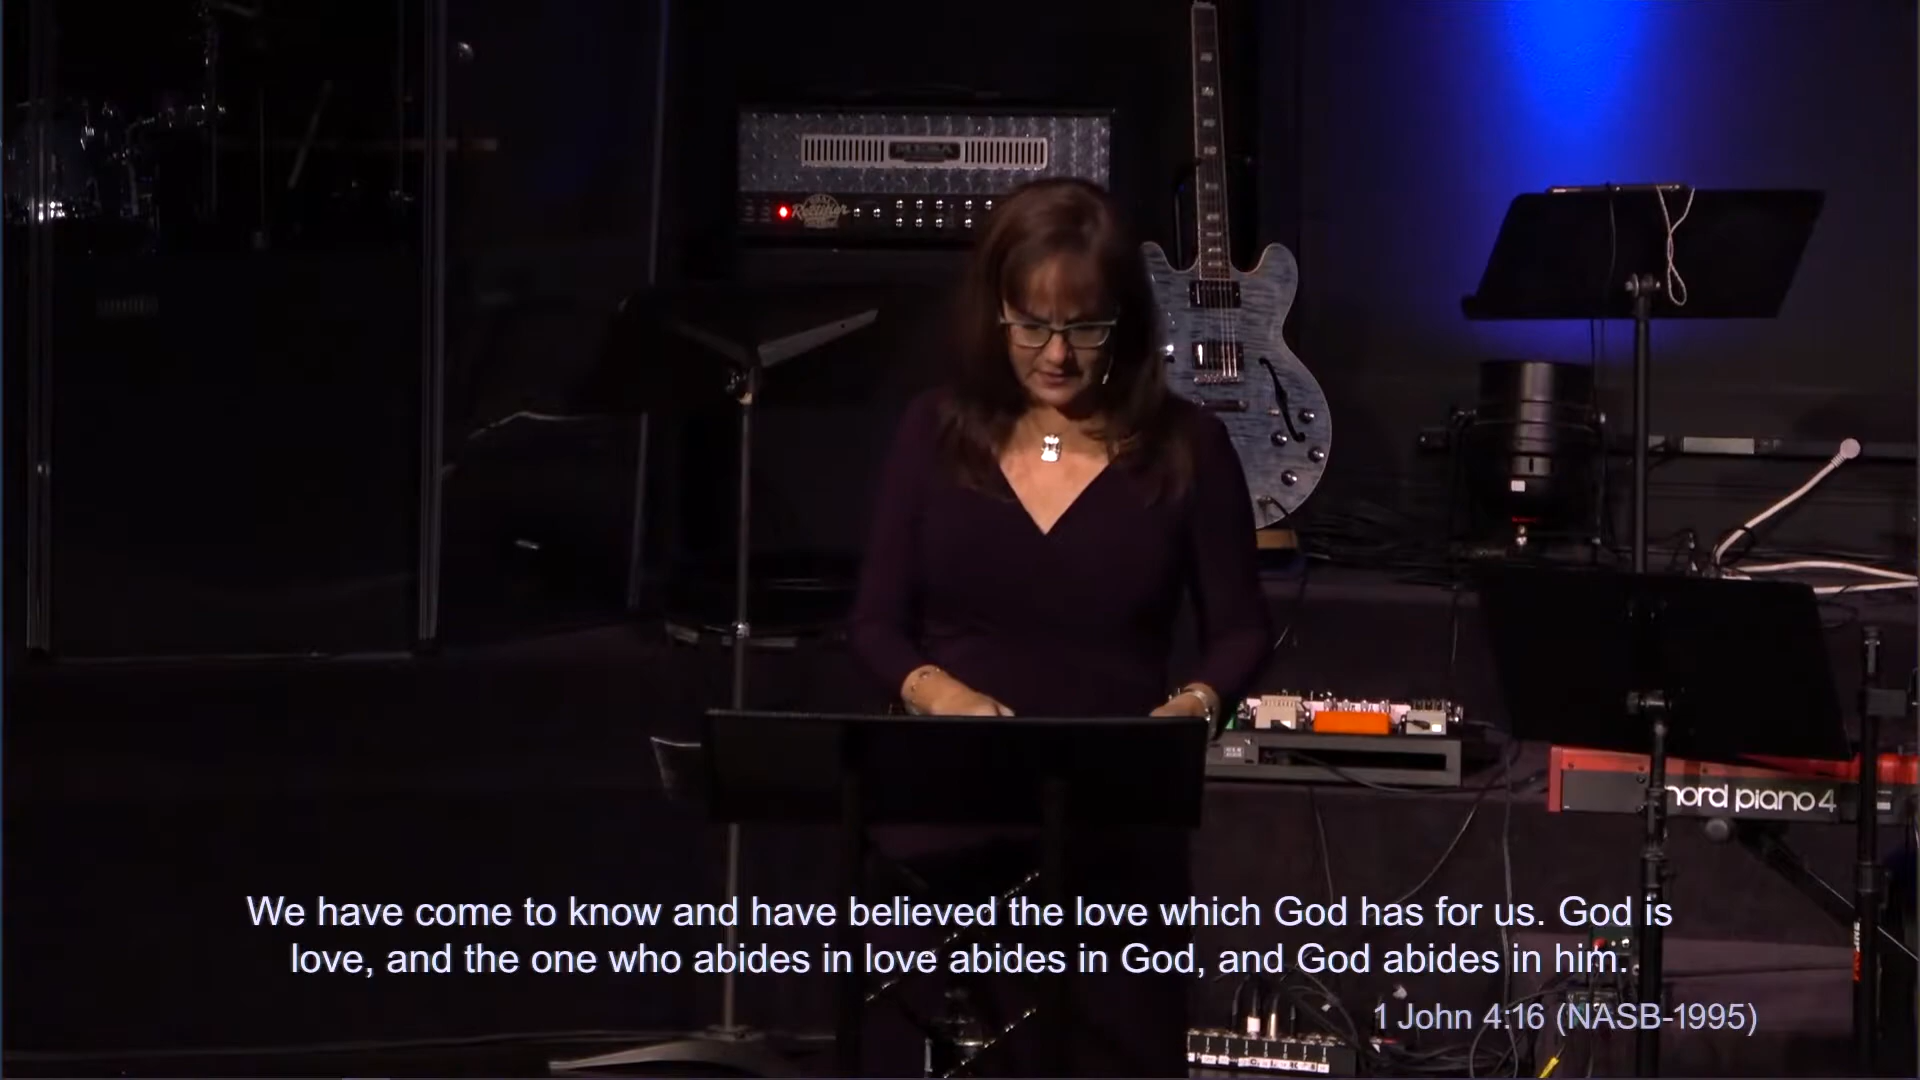 MESA
Rectifier
nord piano 4
We have come to know and have believed the love which God has for us. God is
love, and the one who abides in love abides in God, and God abides in him.
1 John 4:16 (NASB-1995)